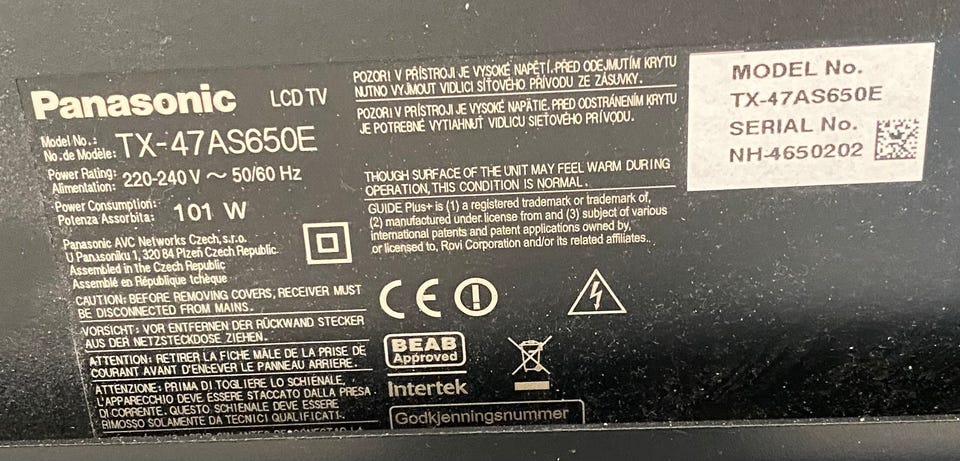 Panasonic LCD TV
Model No.:
No. de Modèle: TX-47AS650E
Power Rating:
Alimentation: 220-240 V ~ 50/60 Hz
Power Consumption:
Potenza Assorbita: 101 W
Panasonic AVC Networks Czech, s.r.o.
U Panasoniku 1, 320 84 Plzeň Czech Republic
Assembled in the Czech Republic
Assemblé en République tchèque
CAUTION: BEFORE REMOVING COVERS, RECEIVER MUST
BE DISCONNECTED FROM MAINS.
VORSICHT: VOR ENTFERNEN DER RÜCKWAND STECKER
AUS DER NETZSTECKDOSE ZIEHEN.
ATTENTION: RETIRER LA FICHE MÂLE DE LA PRISE DE
COURANT AVANT D'ENLEVER LE PANNEAU ARRIERE.
ATTENZIONE: PRIMA DI TOGLIERE LO SCHIENALE,
L'APPARECCHIO DEVE ESSERE STACCATO DALLA PRESA
DI CORRENTE. QUESTO SCHIENALE DEVE ESSERE
RIMOSSO SOLAMENTE DA TECNICI QUALIFICATI.
POZOR! V PŘÍSTROJI JE VYSOKÉ NAPĚTÍ. PŘED ODEJMUTÍM KRYTU
NUTNO VYJMOUT VIDLICI SÍŤOVÉHO PŘÍVODU ZE ZÁSUVKY.
POZOR! V PRÍSTROJI JE VYSOKÉ NAPÄTIE. PRED ODSTRÁNENÍM KRYTU
JE POTREBNÉ VYTIAHNUŤ VIDLICU SIEŤOVÉHO PRÍVODU.
THOUGH SURFACE OF THE UNIT MAY FEEL WARM DURING
OPERATION, THIS CONDITION IS NORMAL.
GUIDE Plus+ is (1) a registered trademark or trademark of,
(2) manufactured under license from and (3) subject of various
international patents and patent applications owned by,
or licensed to, Rovi Corporation and/or its related affiliates.
CE
BEAB
Approved
Intertek
Godkjenningsnummer
MODEL No.
TX-47AS650E
SERIAL No.
NH-4650202